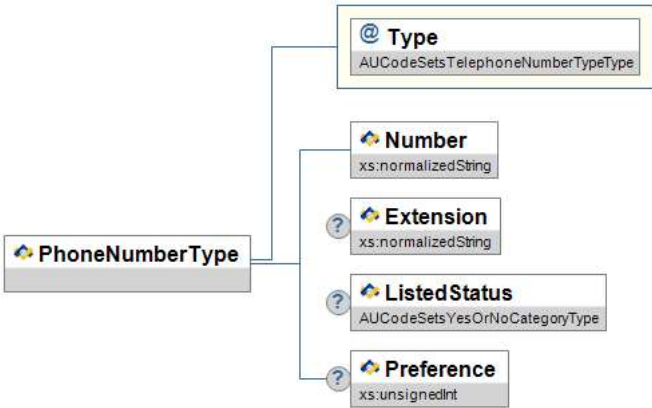 @ Type
AUCodeSetsTelephoneNumberTypeType
Number
xs:normalizedString
? Extension
xs:normalizedString
PhoneNumberType
? ListedStatus
AUCodeSetsYesOrNoCategoryType
? Preference
xs:unsignedInt